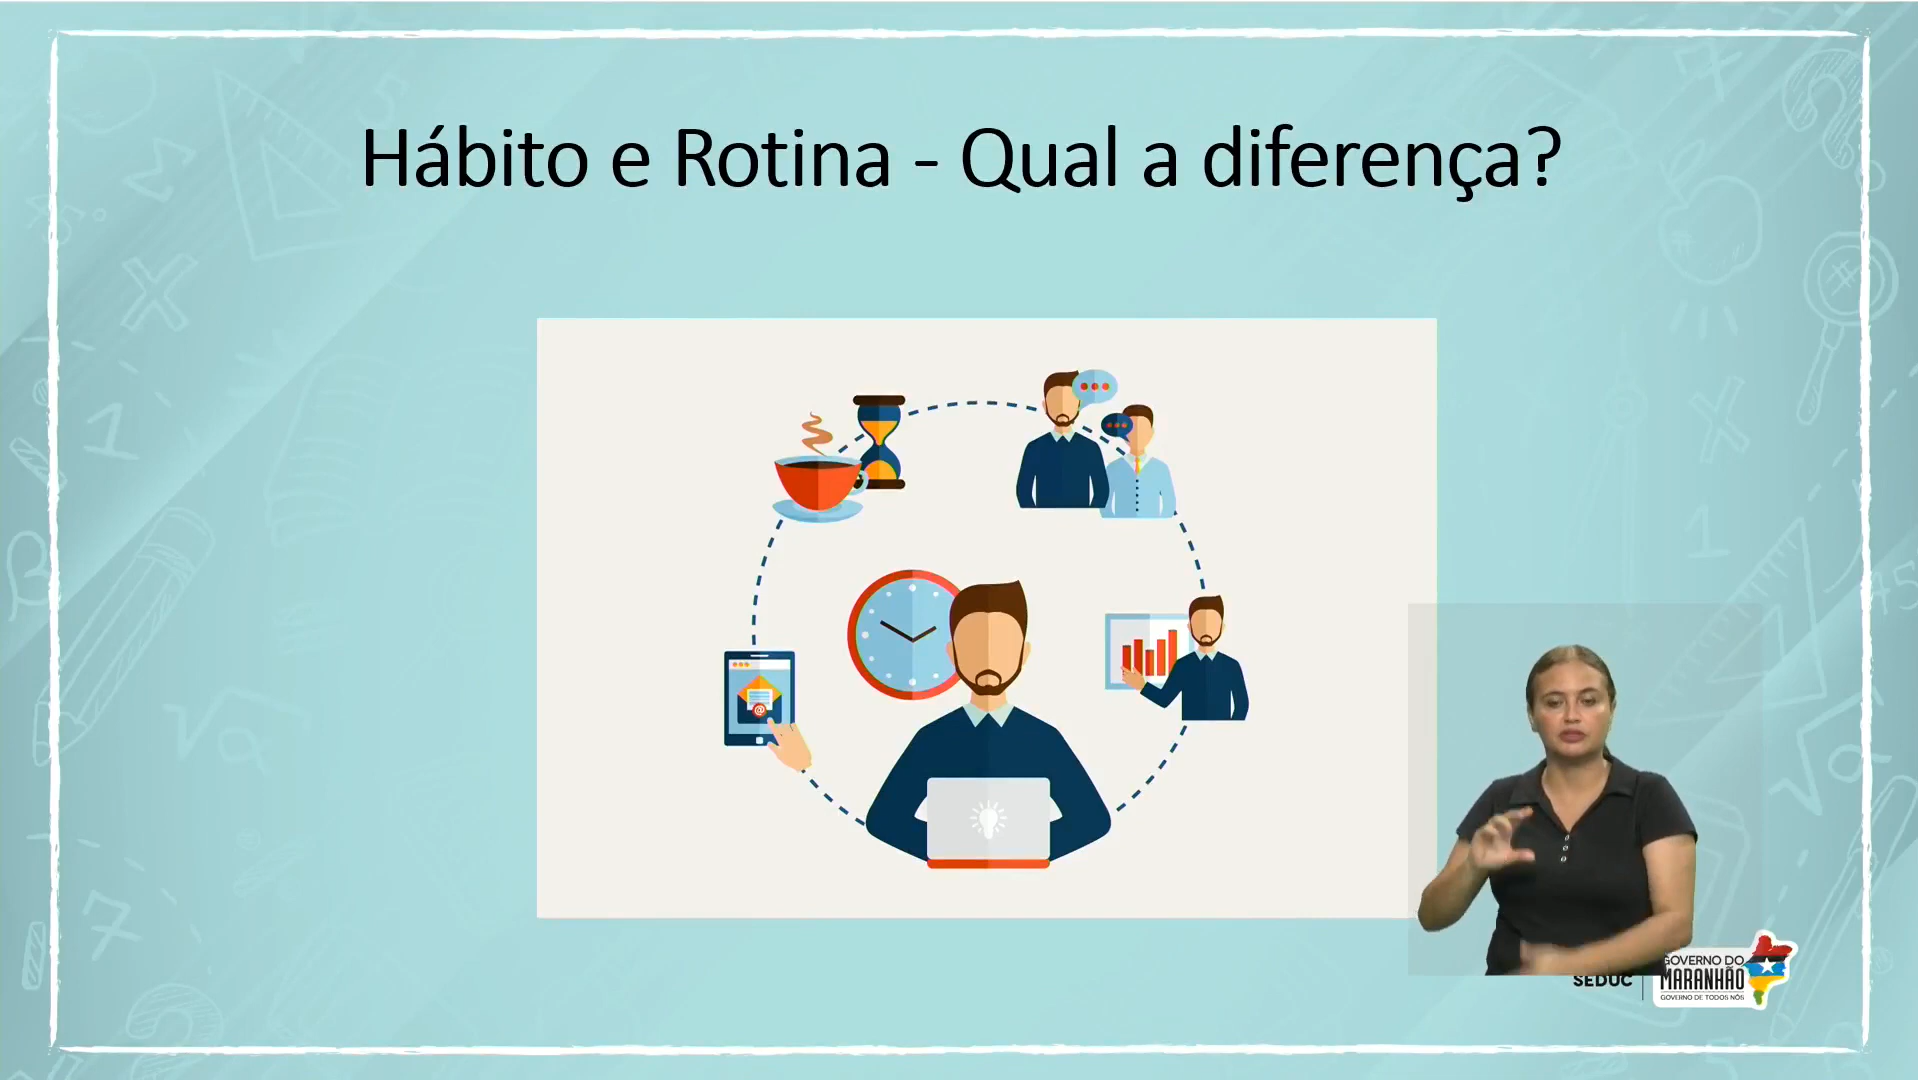 Hábito e Rotina - Qual a diferença?
@
SEDUC
GOVERNO DO
MARANHÃO
GOVERNO DE TODOS NÓS